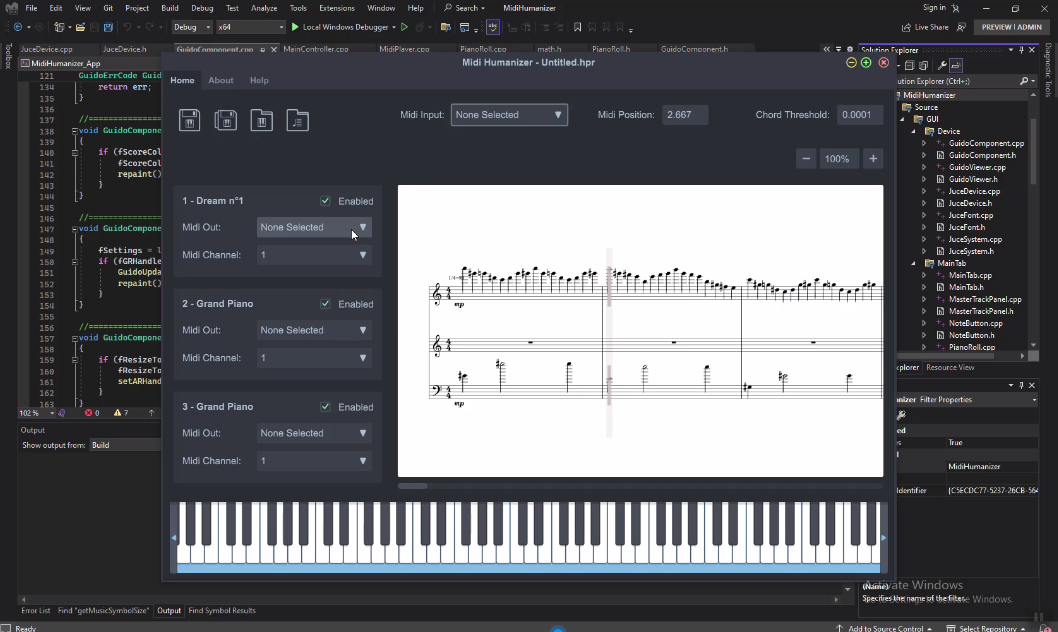 File Edit View Git Project Build Debug Test Analyze Tools Extensions Window Help Search MidiHumanizer Sign in
Debug x64 Local Windows Debugger Live Share PREVIEW | ADMIN
JuceDevice.cpp JuceDevice.h GuidoComponent.cpp MainController.cpp MidiPlayer.cpp PianoRoll.cpp math.h PianoRoll.h GuidoComponent.h Solution Explorer
MidiHumanizer_App
Midi Humanizer - Untitled.hpr
Toolbox
Diagnostic Tools
Home About Help
ution Explorer (Ctrl+;)
MidiHumanizer
Source
GUI
Device
GuidoComponent.cpp
GuidoComponent.h
GuidoViewer.cpp
GuidoViewer.h
JuceDevice.cpp
JuceDevice.h
JuceFont.cpp
JuceFont.h
JuceSystem.cpp
JuceSystem.h
MainTab
MainTab.cpp
MainTab.h
MasterTrackPanel.cpp
MasterTrackPanel.h
NoteButton.cpp
NoteButton.h
PianoRoll.cpp
121 GuidoErrCode Guid
134 return err;
135 }
136
137 //==================
138 void GuidoCompone
139 {
140 if (fScoreCol
141 fScoreCol
142 repaint()
143 }
144 }
145
146 //==================
147 void GuidoCompone
148 {
149 fSettings = l
150 if (fGRHandle
151 GuidoUpda
152 repaint()
153 }
154 }
155
156 //==================
157 void GuidoCompone
158 {
159 if (fResizeTo
160 fResizeTo
161 setARHand
162 }
163 }
102 % 0 7
Midi Input: None Selected Midi Position: 2.667 Chord Threshold: 0.0001
− 100% +
1 - Dream n°1 Enabled
Midi Out: None Selected
Midi Channel: 1
2 - Grand Piano Enabled
Midi Out: None Selected
Midi Channel: 1
3 - Grand Piano Enabled
Midi Out: None Selected
Midi Channel: 1
mp
mp
xplorer Resource View
anizer Filter Properties
ed
s True
MidiHumanizer
Identifier {C5ECDC77-5237-26CB-564
(Name)
Specifies the name of the filter.
Activate Windows
Output
Show output from: Build
Error List Find "getMusicSymbolSize" Output Find Symbol Results
Ready Add to Source Control Select Repository